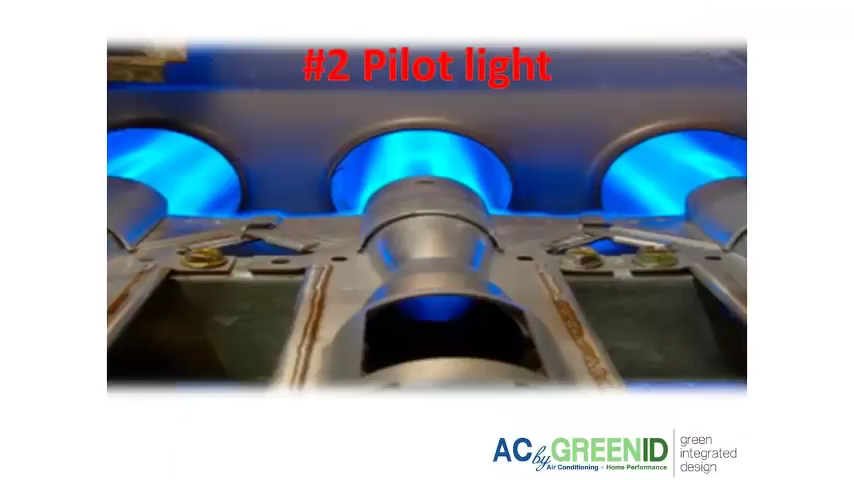 #2 Pilot light
AC by GREENID
Air Conditioning + Home Performance
green
integrated
design